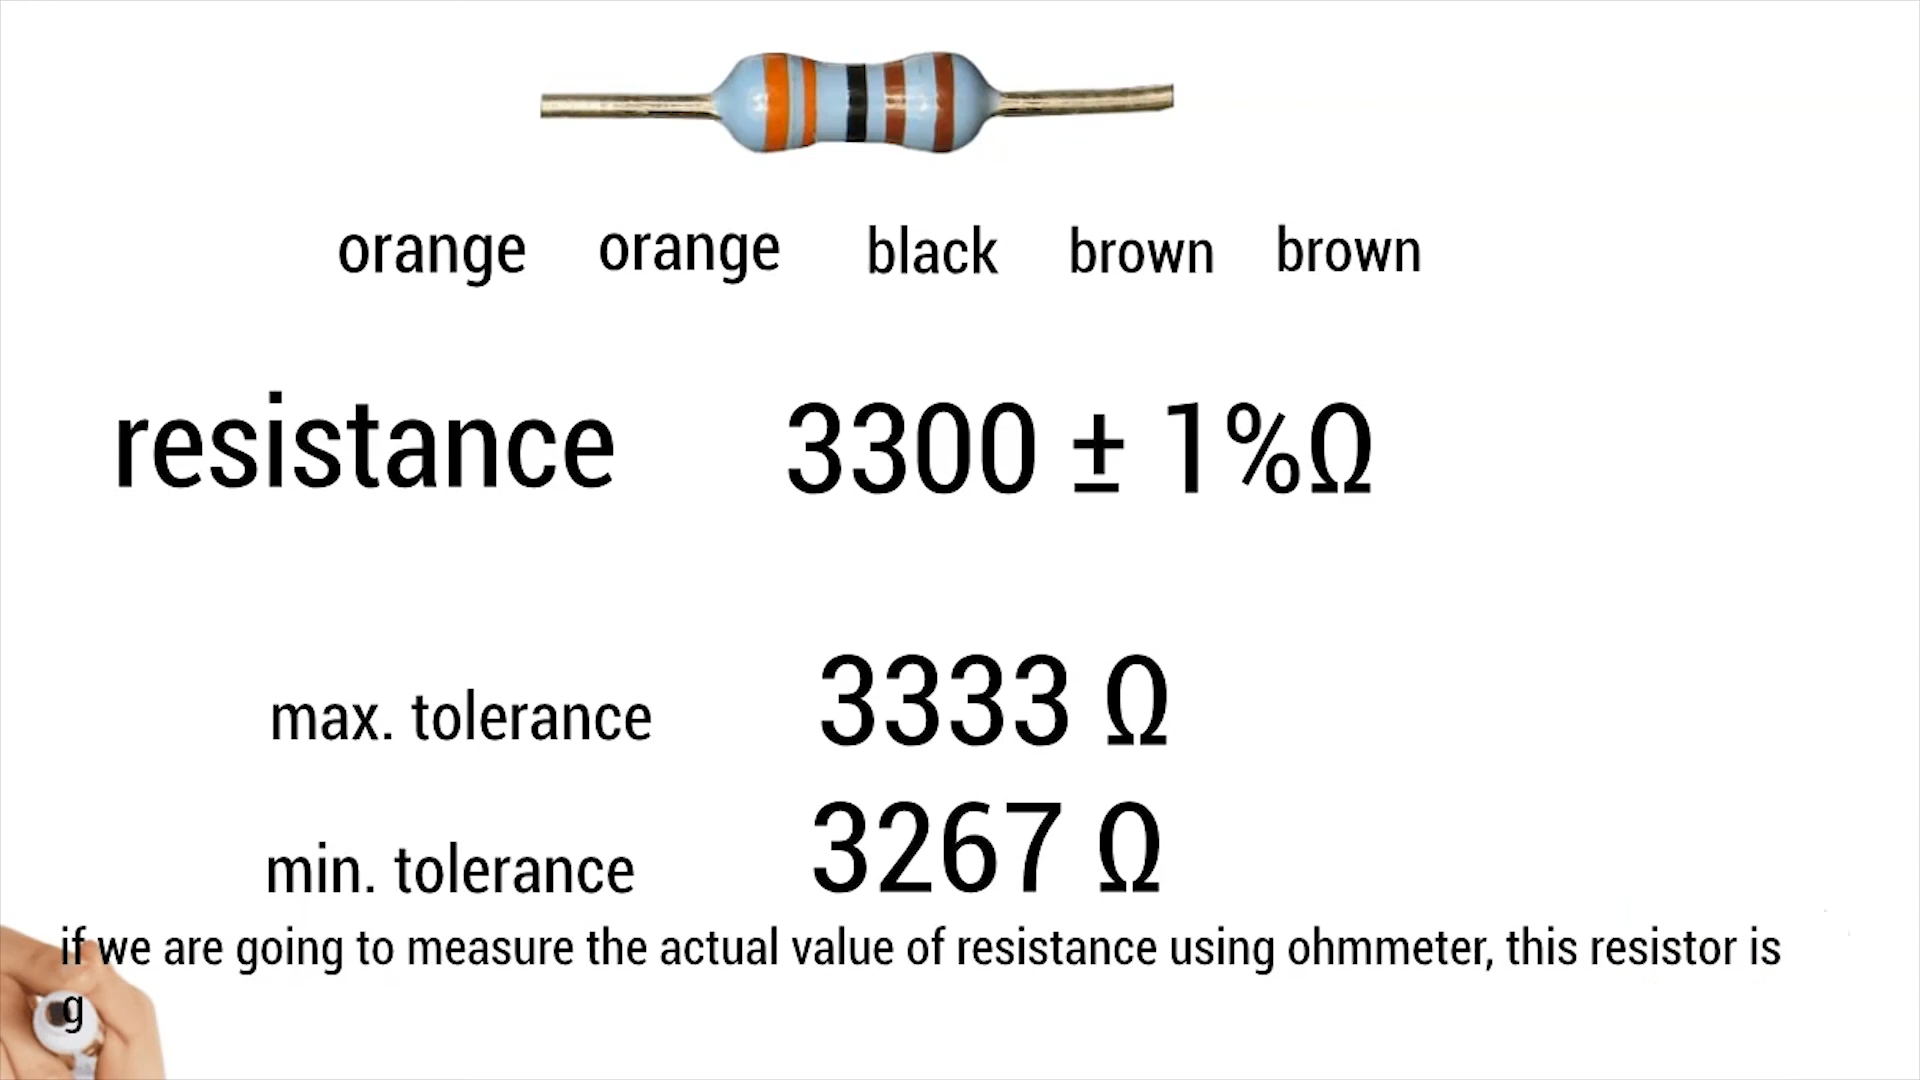 orange orange black brown brown
resistance 3300 ± 1%Ω
max. tolerance 3333 Ω
min. tolerance 3267 Ω
if we are going to measure the actual value of resistance using ohmmeter, this resistor is
g